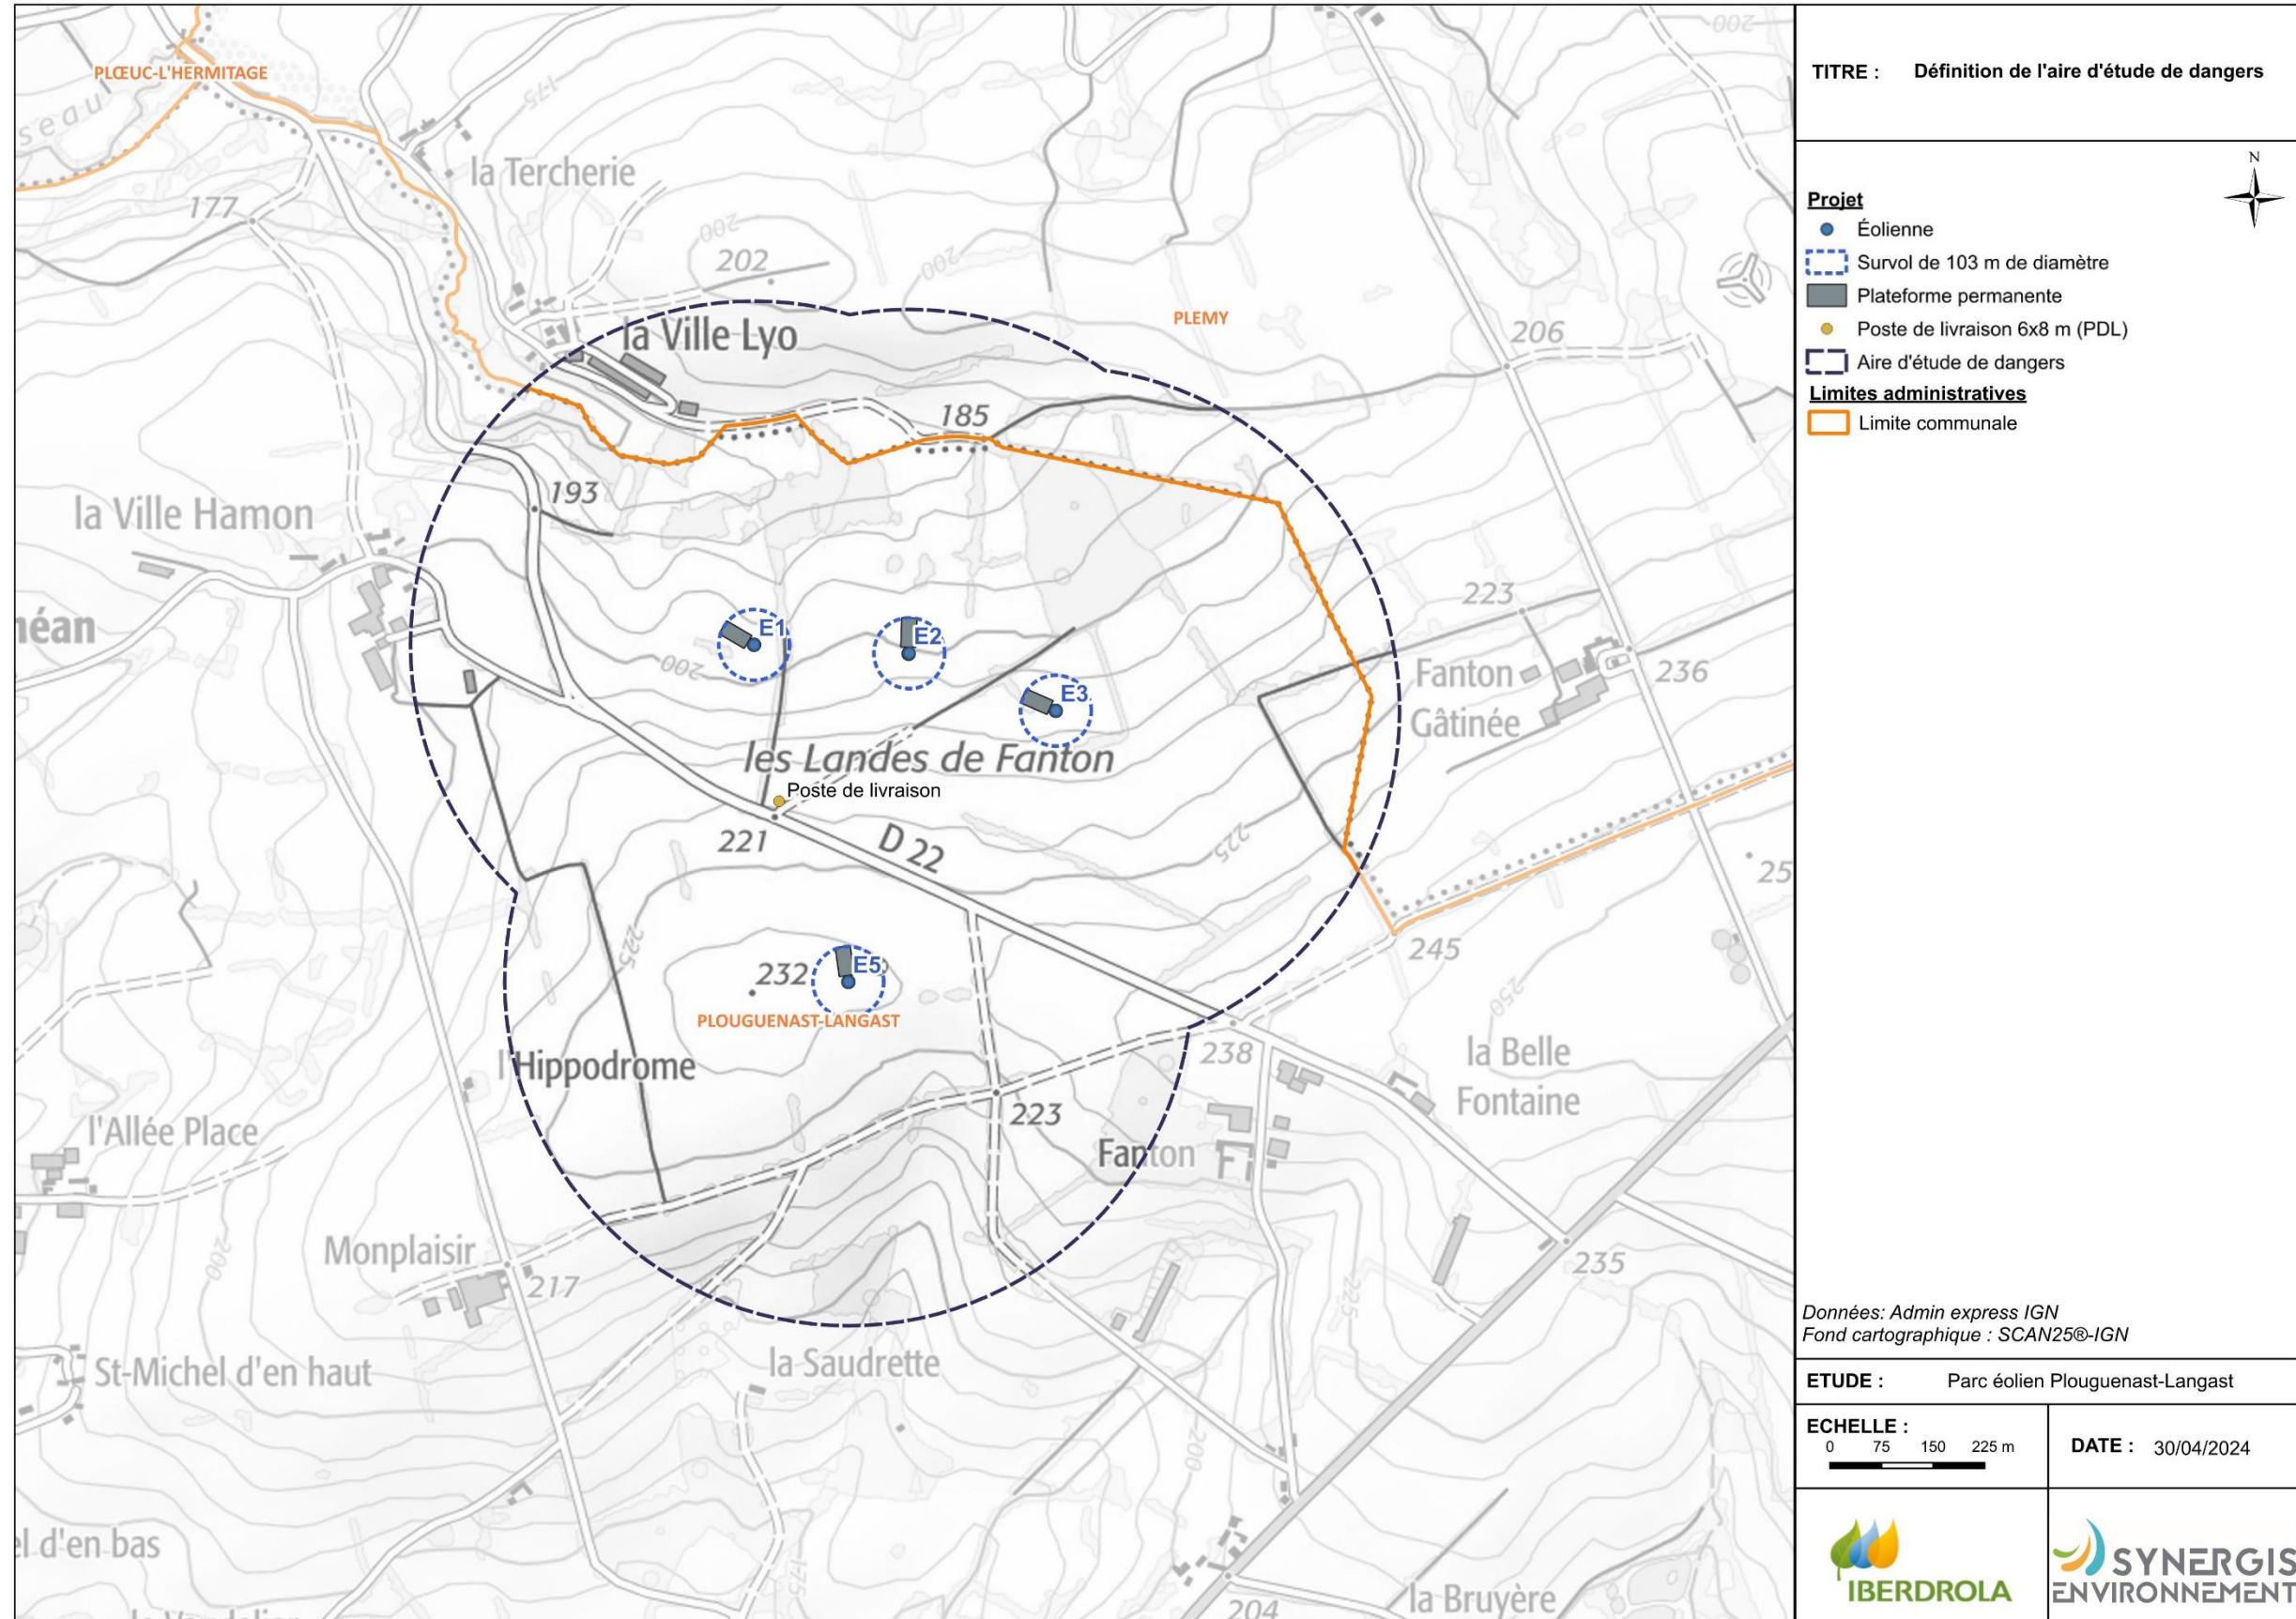 PLŒUC-L'HERMITAGE
seau
175
la Tercherie
177
200
202
200
200
PLEMY
206
la Ville Lyo
185
193
la Ville Hamon
néan
E1
E2
E3
200
223
Fanton
Gâtinée
236
les Landes de Fanton
Poste de livraison
221
D 22
225
25
225
232
E5
245
250
PLOUGUENAST-LANGAST
l'Hippodrome
238
la Belle
Fontaine
223
Fanton
l'Allée Place
200
Monplaisir
217
235
225
la Saudrette
St-Michel d'en haut
200
el d'en bas
175
204
la Bruyère
TITRE : Définition de l'aire d'étude de dangers
N
Projet
Éolienne
Survol de 103 m de diamètre
Plateforme permanente
Poste de livraison 6x8 m (PDL)
Aire d'étude de dangers
Limites administratives
Limite communale
Données: Admin express IGN
Fond cartographique : SCAN25®-IGN
ETUDE : Parc éolien Plouguenast-Langast
ECHELLE :
0 75 150 225 m
DATE : 30/04/2024
IBERDROLA
SYNERGIS
ENVIRONNEMENT